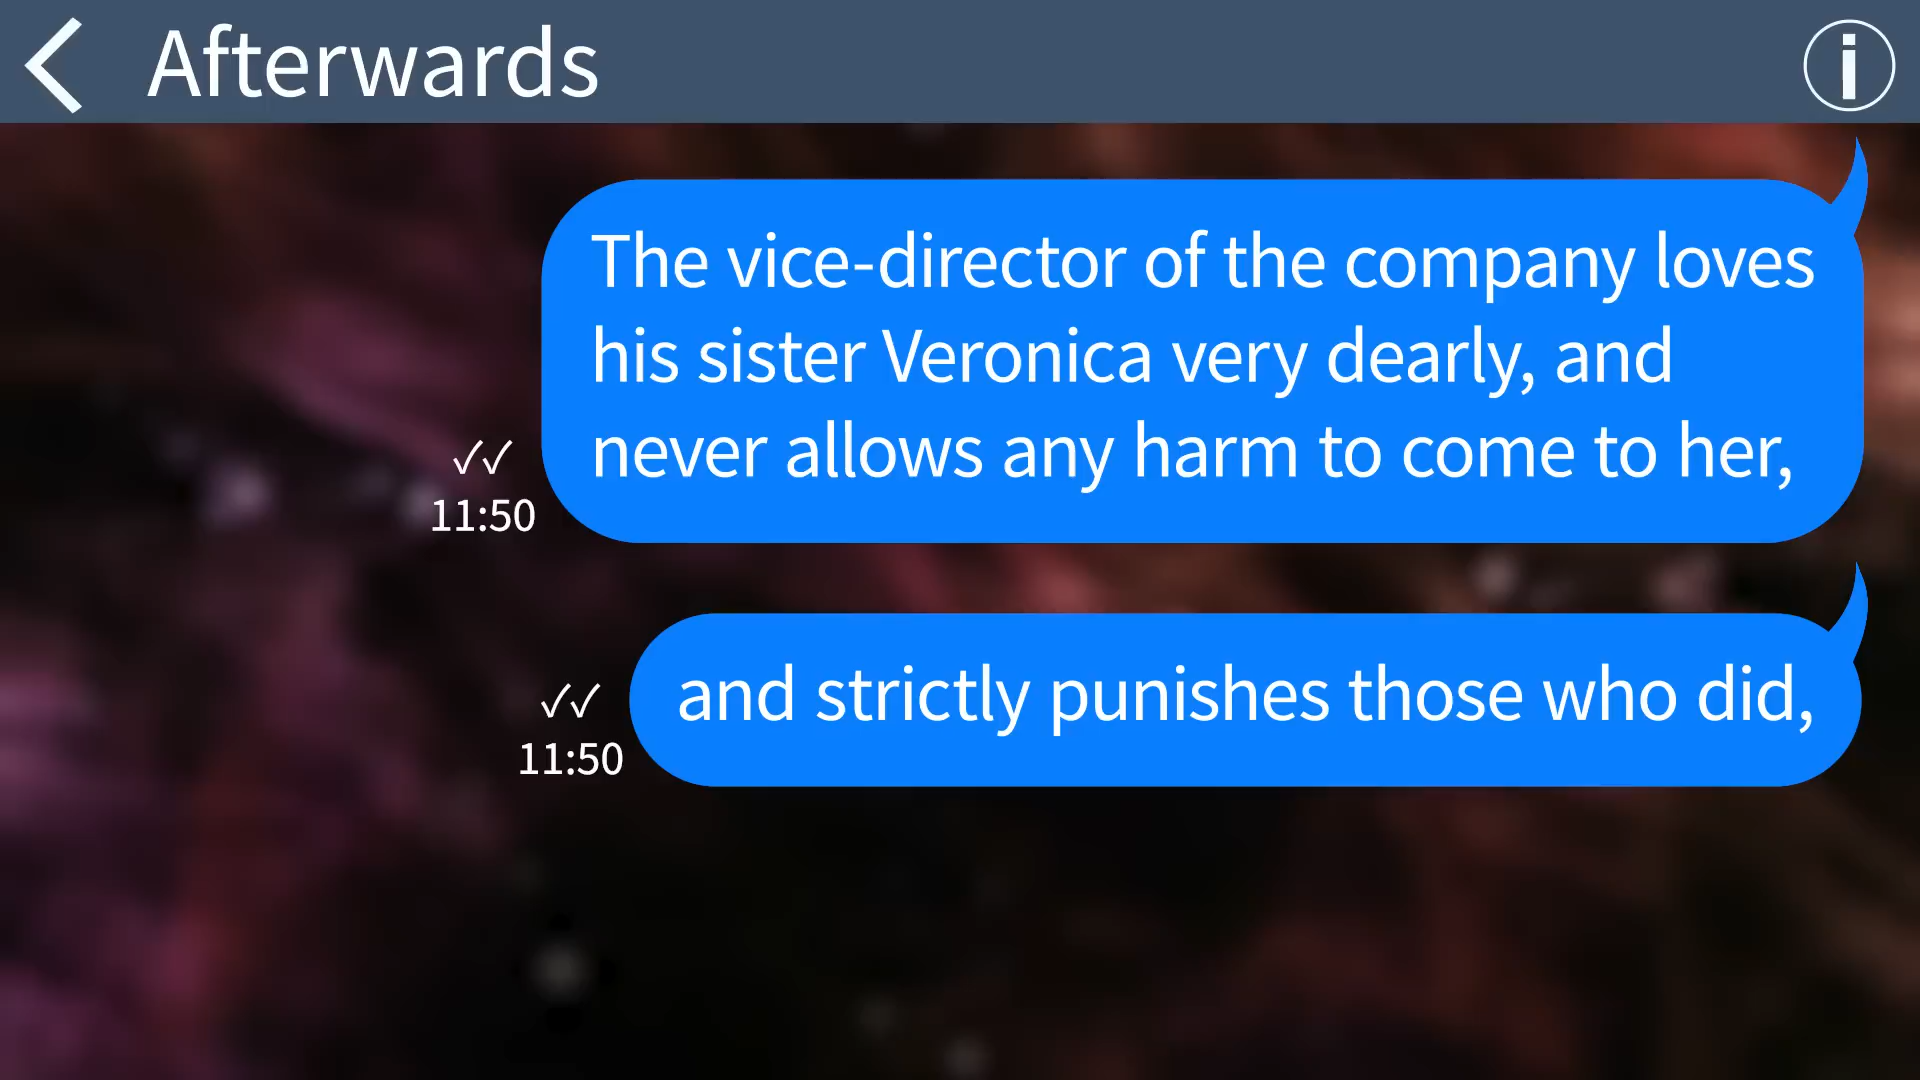 Afterwards
The vice-director of the company loves
his sister Veronica very dearly, and
never allows any harm to come to her,
✓✓
11:50
and strictly punishes those who did,
✓✓
11:50